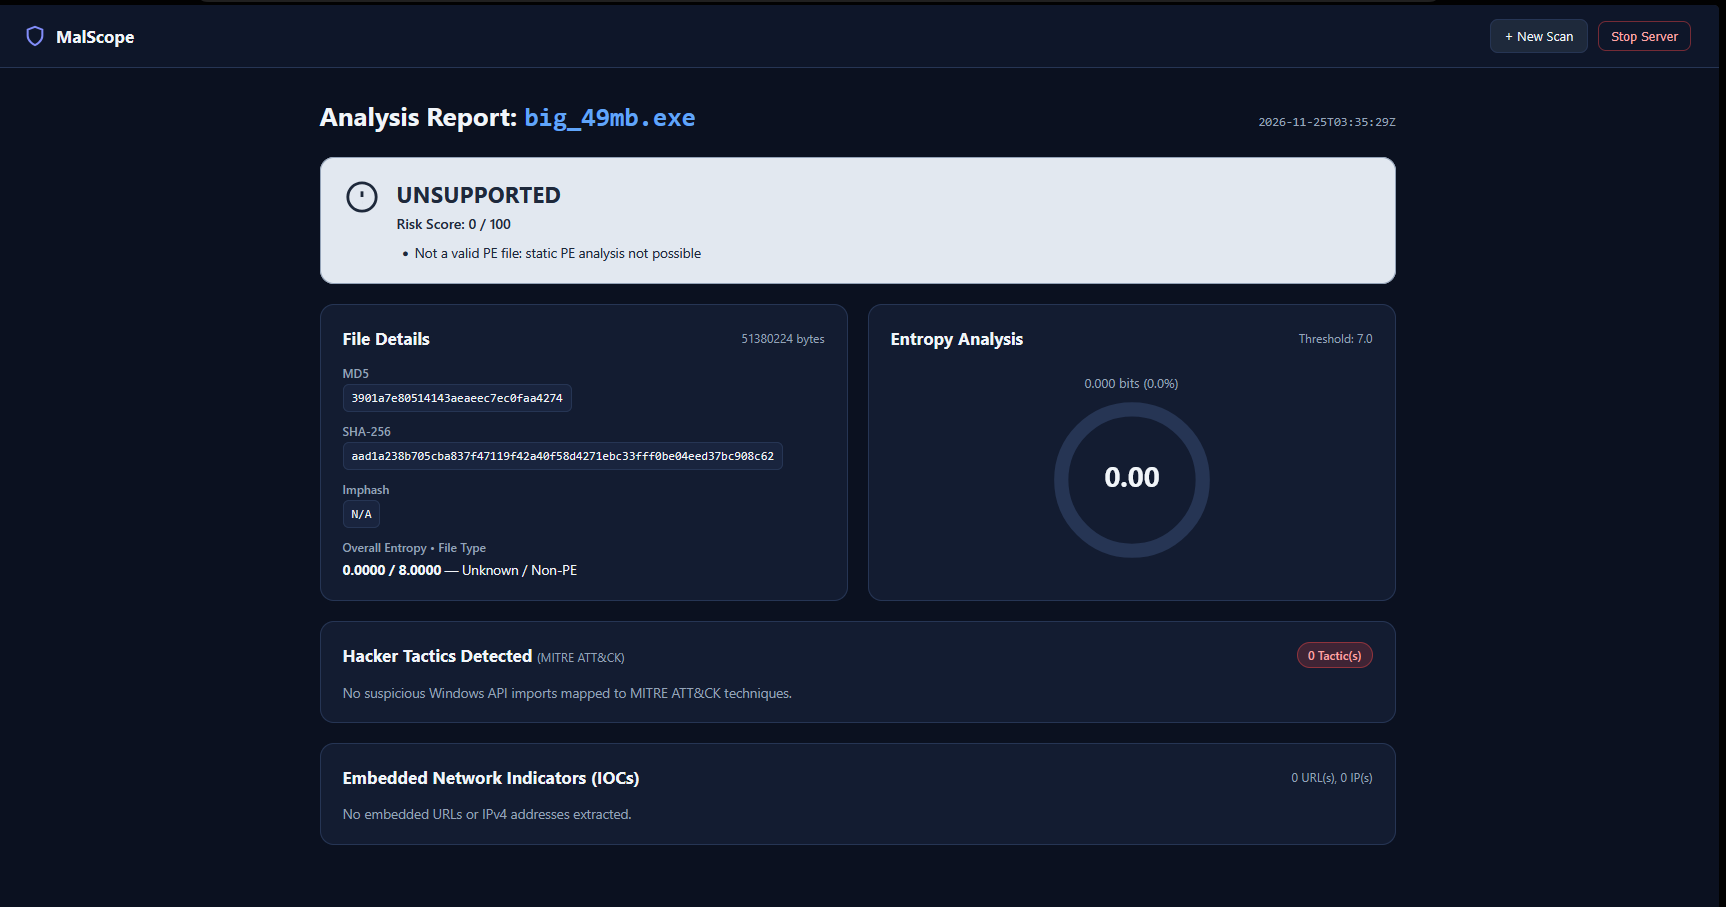 MalScope
+ New Scan
Stop Server
Analysis Report: big_49mb.exe
2026-11-25T03:35:29Z
UNSUPPORTED
Risk Score: 0 / 100
• Not a valid PE file: static PE analysis not possible
File Details
51380224 bytes
MD5
3901a7e80514143aeaeec7ec0faa4274
SHA-256
aad1a238b705cba837f47119f42a40f58d4271ebc33fff0be04eed37bc908c62
Imphash
N/A
Overall Entropy • File Type
0.0000 / 8.0000 — Unknown / Non-PE
Entropy Analysis
Threshold: 7.0
0.000 bits (0.0%)
0.00
Hacker Tactics Detected (MITRE ATT&CK)
0 Tactic(s)
No suspicious Windows API imports mapped to MITRE ATT&CK techniques.
Embedded Network Indicators (IOCs)
0 URL(s), 0 IP(s)
No embedded URLs or IPv4 addresses extracted.